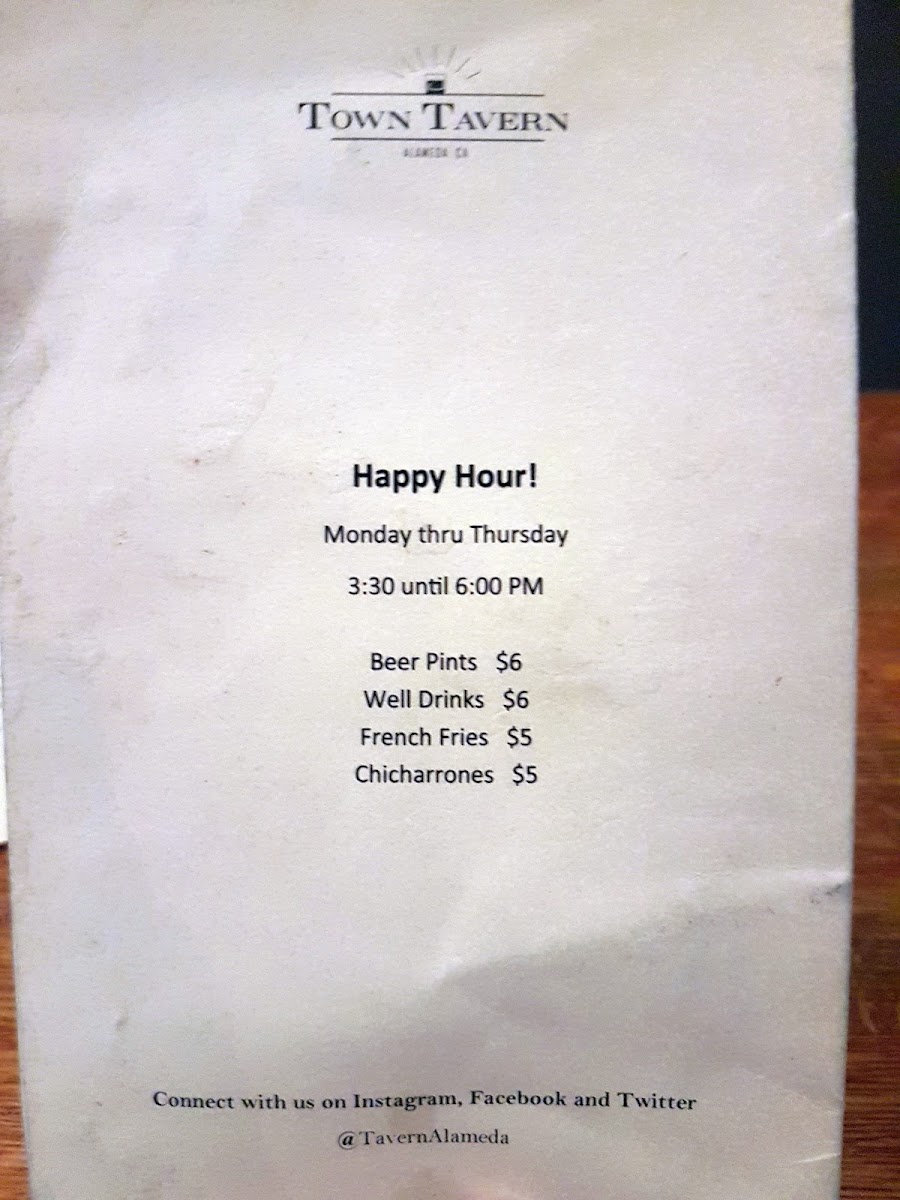 TOWN TAVERN
ALAMEDA CA
Happy Hour!
Monday thru Thursday
3:30 until 6:00 PM
Beer Pints $6
Well Drinks $6
French Fries $5
Chicharrones $5
Connect with us on Instagram, Facebook and Twitter
@TavernAlameda